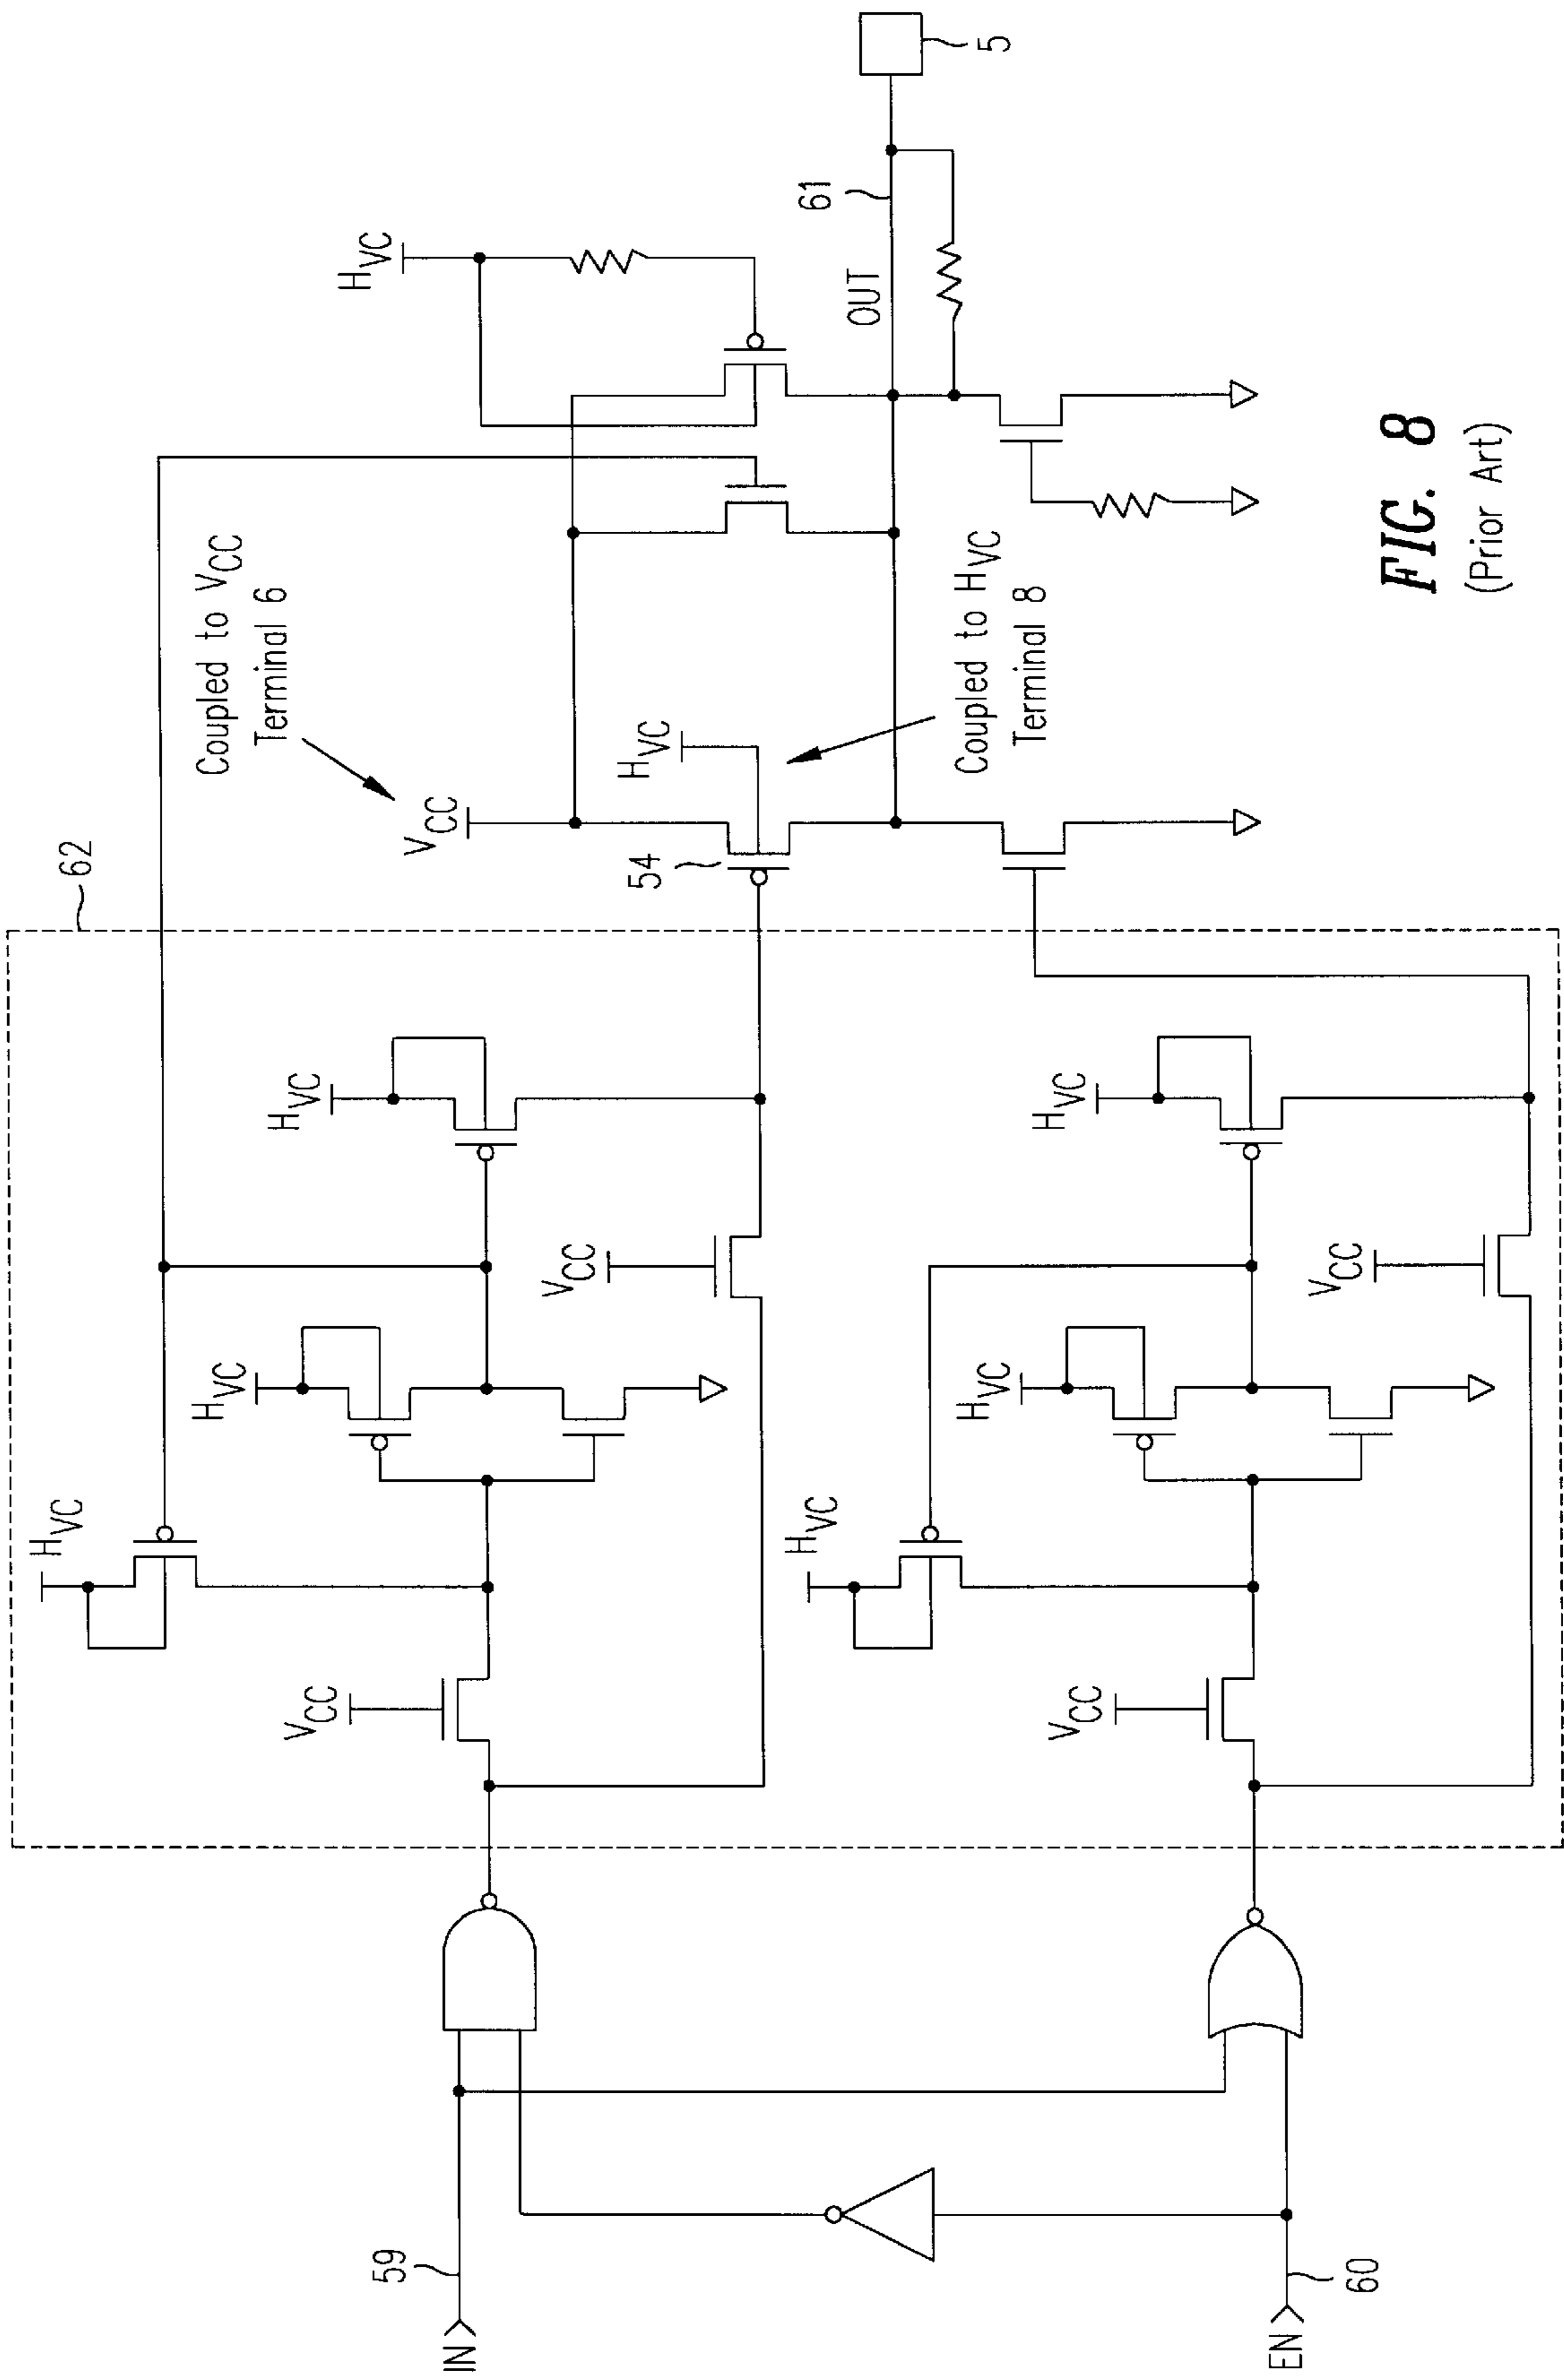 62
Coupled to VCC
Terminal 6
HVC
HVC
HVC
VCC
HVC
HVC
61
5
VCC
VCC
54
HVC
OUT
IN
59
Coupled to HVC
Terminal 8
HVC
HVC
HVC
VCC
VCC
EN
60
FIG. 8
(Prior Art)